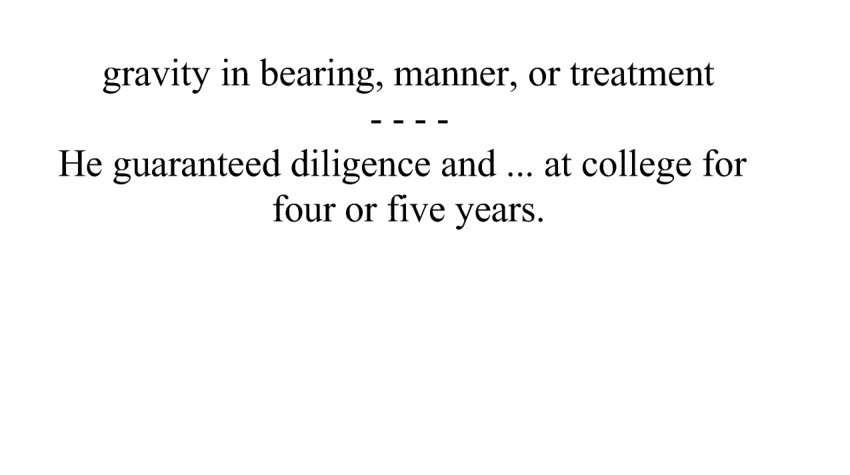 gravity in bearing, manner, or treatment
- - - -
He guaranteed diligence and ... at college for
four or five years.